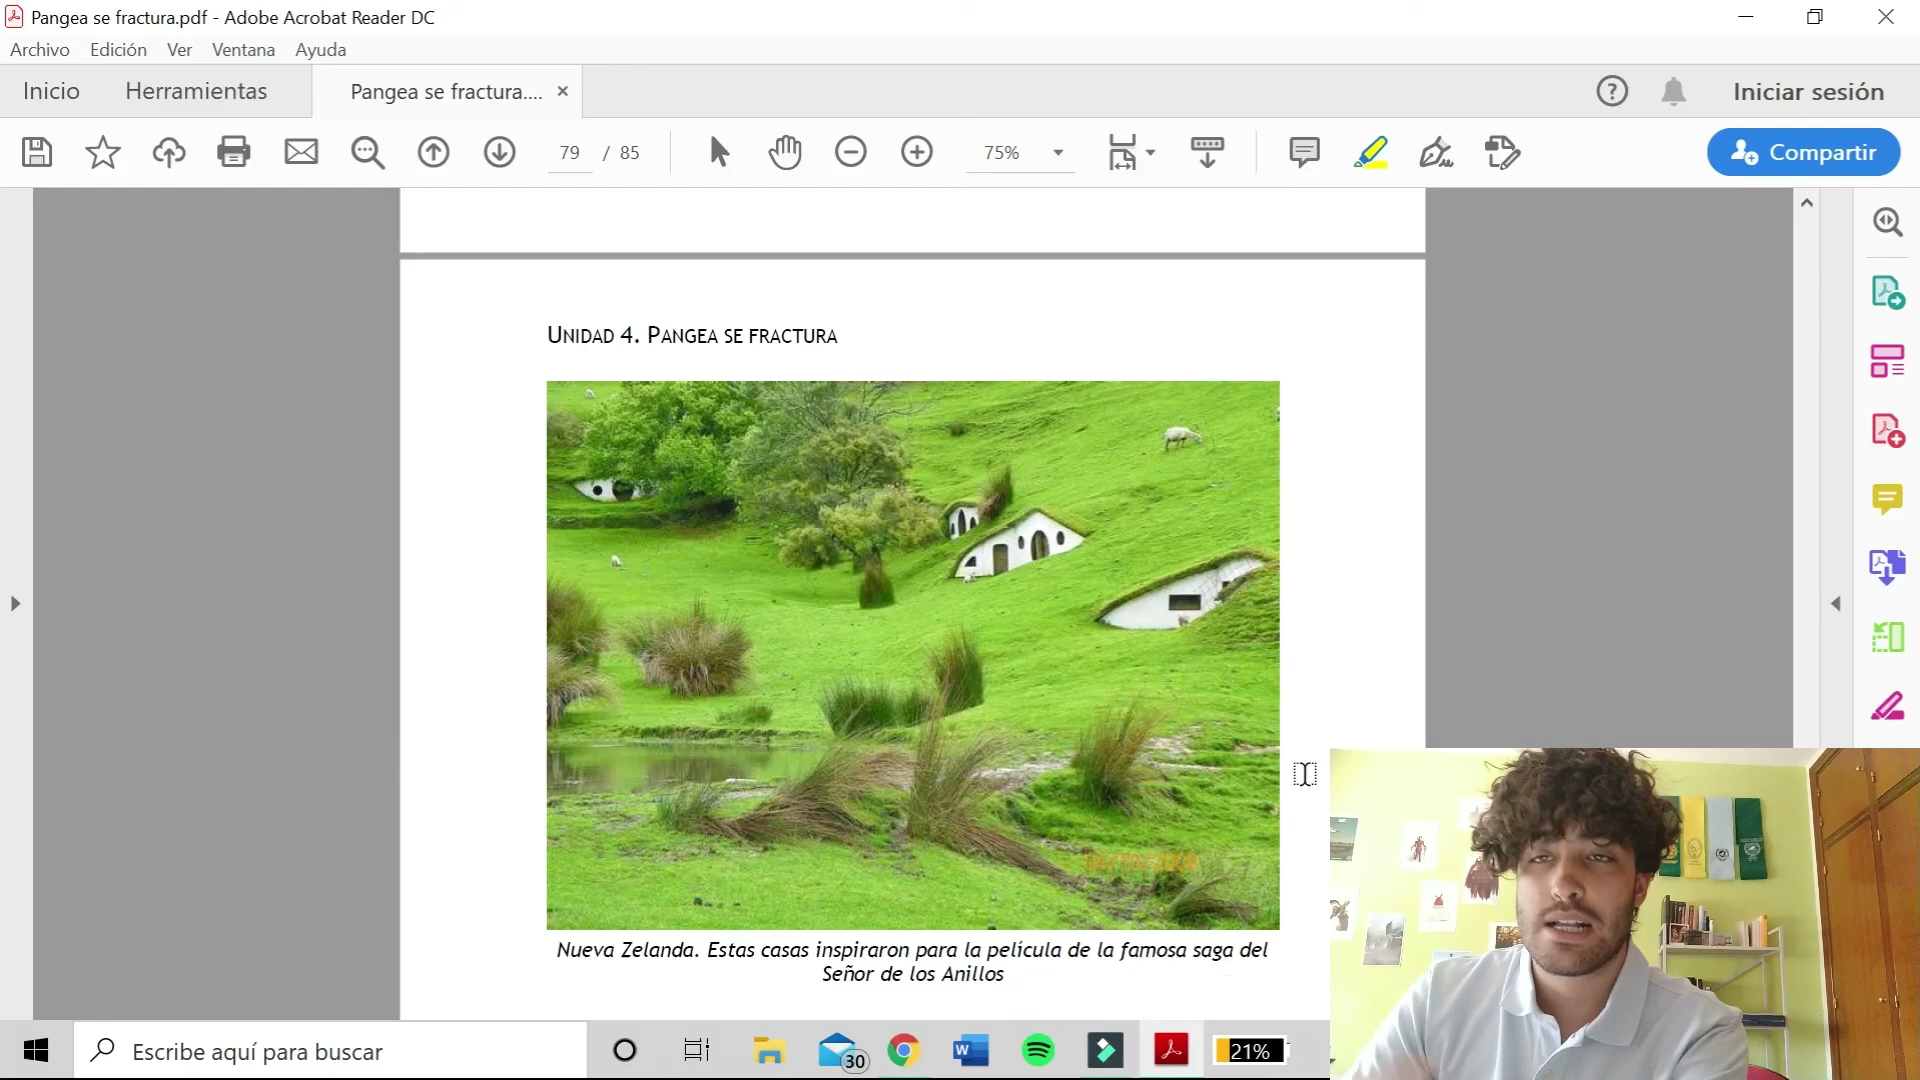 Pangea se fractura.pdf - Adobe Acrobat Reader DC
Archivo Edición Ver Ventana Ayuda
Inicio Herramientas Pangea se fractura.... × Iniciar sesión
79 / 85 75% Compartir
UNIDAD 4. PANGEA SE FRACTURA
Nueva Zelanda. Estas casas inspiraron para la película de la famosa saga del
Señor de los Anillos
Escribe aquí para buscar 30 21%